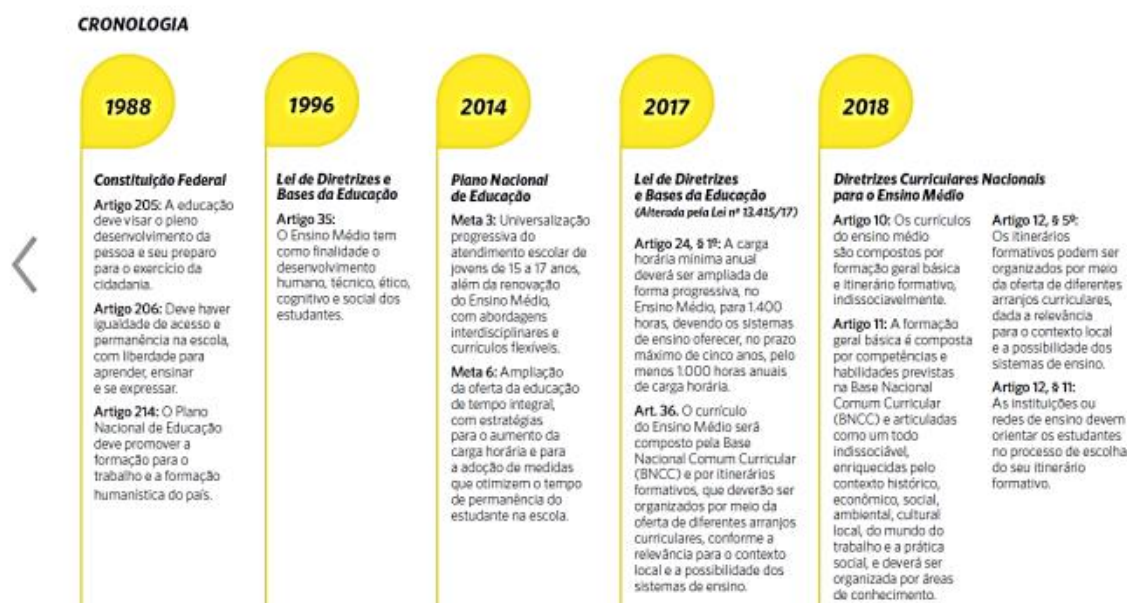 CRONOLOGIA
1988
Constituição Federal
Artigo 205: A educação
deve visar o pleno
desenvolvimento da
pessoa e seu preparo
para o exercício da
cidadania.
Artigo 206: Deve haver
igualdade de acesso e
permanência na escola,
com liberdade para
aprender, ensinar
e se expressar.
Artigo 214: O Plano
Nacional de Educação
deve promover a
formação para o
trabalho e a formação
humanística do país.
1996
Lei de Diretrizes e
Bases da Educação
Artigo 35:
O Ensino Médio tem
como finalidade o
desenvolvimento
humano, técnico, ético,
cognitivo e social dos
estudantes.
2014
Plano Nacional
de Educação
Meta 3: Universalização
progressiva do
atendimento escolar de
jovens de 15 a 17 anos,
além da renovação
do Ensino Médio,
com abordagens
interdisciplinares e
currículos flexíveis.
Meta 6: Ampliação
da oferta da educação
de tempo integral,
com estratégias
para o aumento da
carga horária e para
a adoção de medidas
que otimizem o tempo
de permanência do
estudante na escola.
2017
Lei de Diretrizes
e Bases da Educação
(Alterada pela Lei nº 13.415/17)
Artigo 24, § 1º: A carga
horária mínima anual
deverá ser ampliada de
forma progressiva, no
Ensino Médio, para 1.400
horas, devendo os sistemas
de ensino oferecer, no prazo
máximo de cinco anos, pelo
menos 1.000 horas anuais
de carga horária.
Art. 36. O currículo
do Ensino Médio será
composto pela Base
Nacional Comum Curricular
(BNCC) e por itinerários
formativos, que deverão ser
organizados por meio da
oferta de diferentes arranjos
curriculares, conforme a
relevância para o contexto
local e a possibilidade dos
sistemas de ensino.
2018
Diretrizes Curriculares Nacionais
para o Ensino Médio
Artigo 10: Os currículos
do ensino médio
são compostos por
formação geral básica
e itinerário formativo,
indissociavelmente.
Artigo 11: A formação
geral básica é composta
por competências e
habilidades previstas
na Base Nacional
Comum Curricular
(BNCC) e articuladas
como um todo
indissociável,
enriquecidas pelo
contexto histórico,
econômico, social,
ambiental, cultural
local, do mundo do
trabalho e a prática
social, e deverá ser
organizada por áreas
de conhecimento.
Artigo 12, § 5º:
Os itinerários
formativos podem ser
organizados por meio
da oferta de diferentes
arranjos curriculares,
dada a relevância
para o contexto local
e a possibilidade dos
sistemas de ensino.
Artigo 12, § 11:
As instituições ou
redes de ensino devem
orientar os estudantes
no processo de escolha
do seu itinerário
formativo.